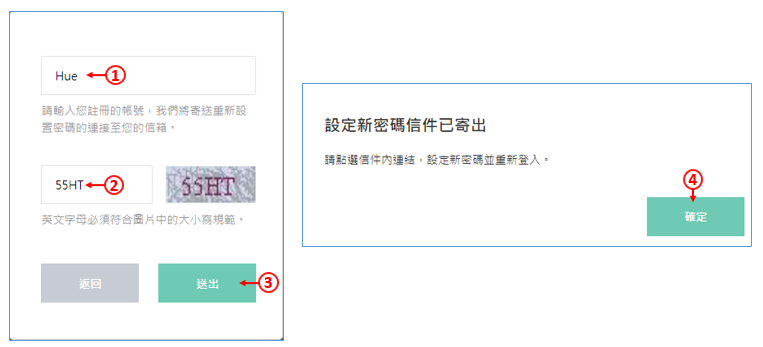 Hue
①
請輸入您註冊的帳號，我們將寄送重新設
置密碼的連接至您的信箱。
55HT
②
55HT
英文字母必須符合圖片中的大小寫規範。
返回
送出
③
設定新密碼信件已寄出
請點選信件內連結，設定新密碼並重新登入。
④
確定